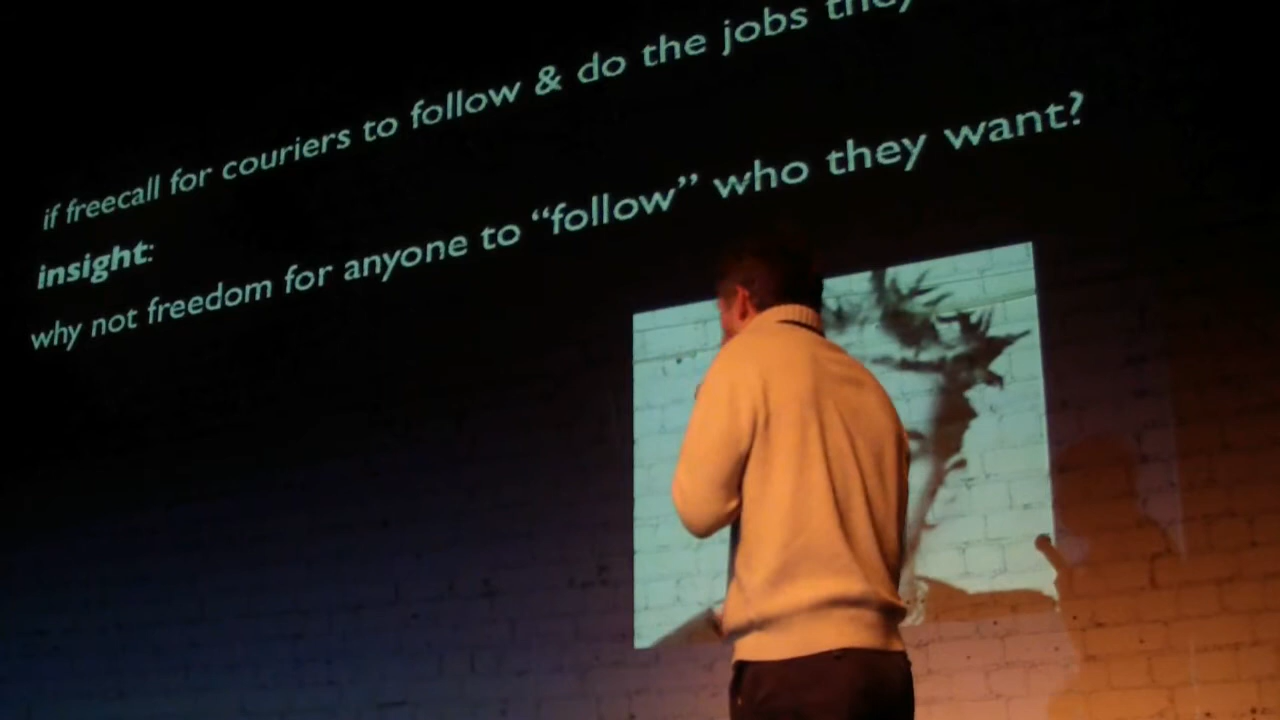 if freecall for couriers to follow & do the jobs they
insight:
why not freedom for anyone to “follow” who they want?